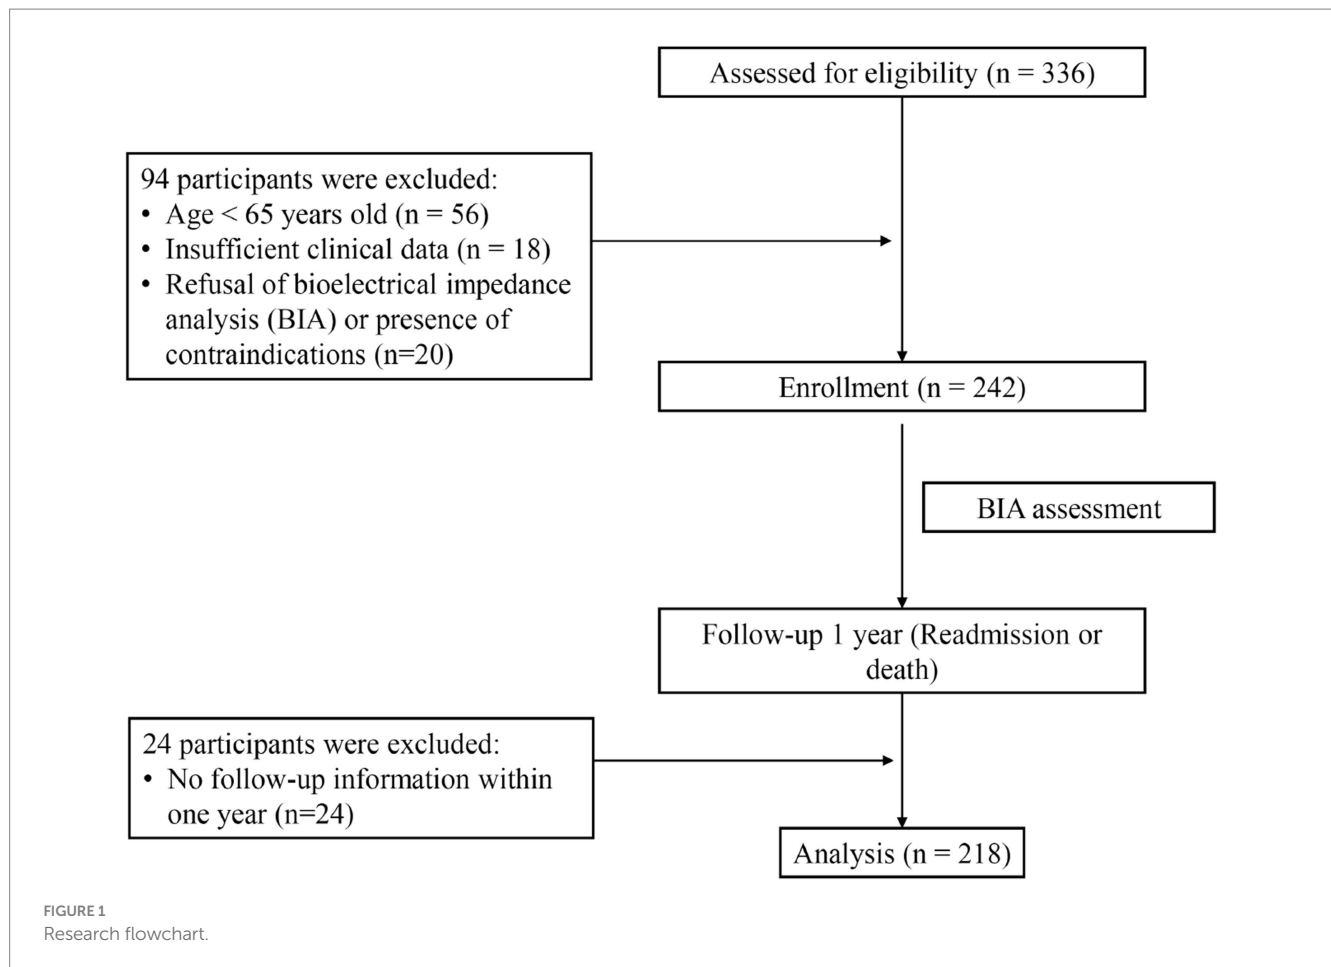 Assessed for eligibility (n = 336)
94 participants were excluded:
• Age < 65 years old (n = 56)
• Insufficient clinical data (n = 18)
• Refusal of bioelectrical impedance
analysis (BIA) or presence of
contraindications (n=20)
Enrollment (n = 242)
BIA assessment
Follow-up 1 year (Readmission or
death)
24 participants were excluded:
• No follow-up information within
one year (n=24)
Analysis (n = 218)
FIGURE 1
Research flowchart.